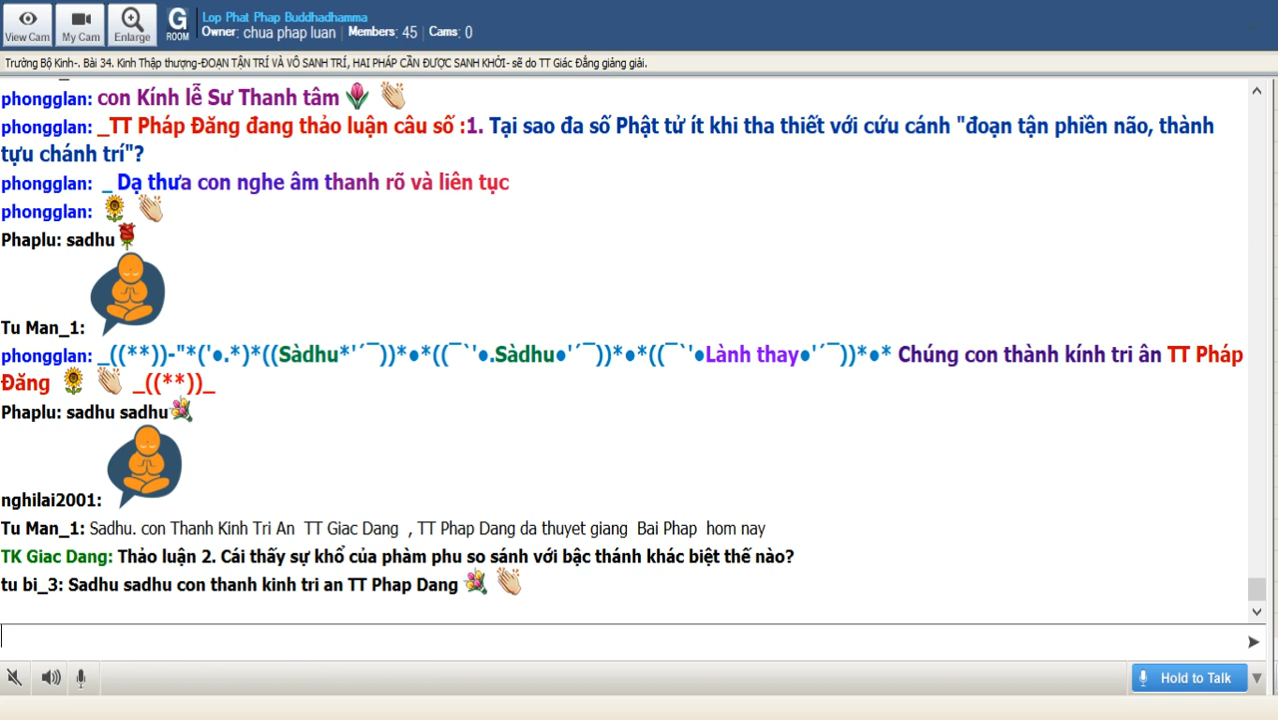 Lop Phat Phap Buddhadhamma
View Cam My Cam Enlarge G ROOM Owner: chua phap luan | Members: 45 | Cams: 0
Trường Bộ Kinh-. Bài 34. Kinh Thập thượng-ĐOẠN TẬN TRÍ VÀ VÔ SANH TRÍ, HAI PHÁP CẦN ĐƯỢC SANH KHỞI- sẽ do TT Giác Đẳng giảng giải.
phongglan: con Kính lễ Sư Thanh tâm
phongglan: _TT Pháp Đăng đang thảo luận câu số :1. Tại sao đa số Phật tử ít khi tha thiết với cứu cánh "đoạn tận phiền não, thành
tựu chánh trí"?
phongglan: _ Dạ thưa con nghe âm thanh rõ và liên tục
phongglan:
Phaplu: sadhu
Tu Man_1:
phongglan: _((**))-"*('●.*)*((Sàdhu*'´¯))*●*((¯`'●.Sàdhu●'´¯))*●*((¯`'●Lành thay●'´¯))*●* Chúng con thành kính tri ân TT Pháp
Đăng _((**))_
Phaplu: sadhu sadhu
nghilai2001:
Tu Man_1: Sadhu. con Thanh Kinh Tri An TT Giac Dang , TT Phap Dang da thuyet giang Bai Phap hom nay
TK Giac Dang: Thảo luận 2. Cái thấy sự khổ của phàm phu so sánh với bậc thánh khác biệt thế nào?
tu bi_3: Sadhu sadhu con thanh kinh tri an TT Phap Dang
Hold to Talk